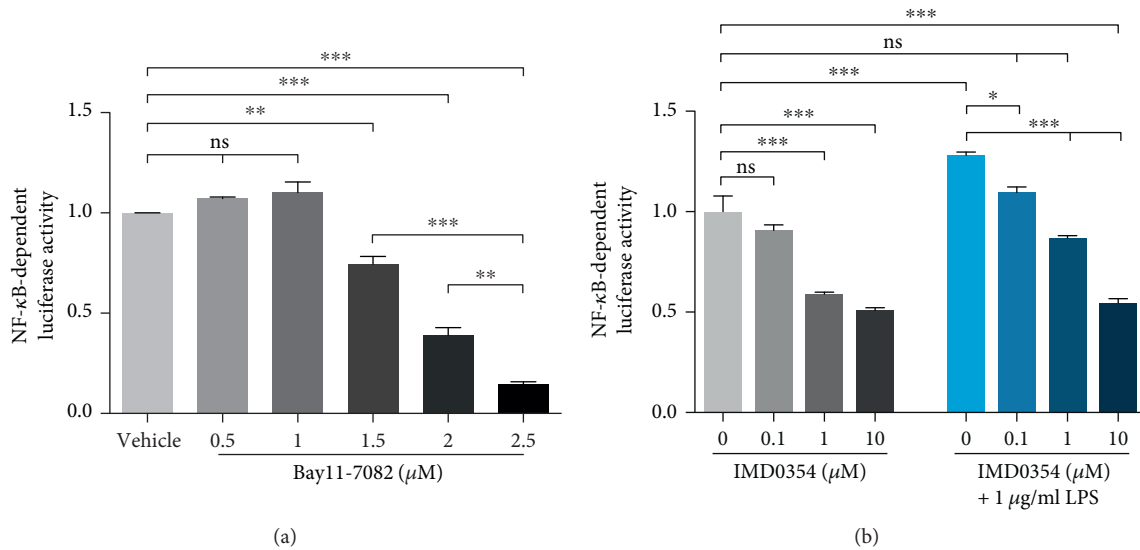 ***
***
**
ns
***
**
1.5
1.0
0.5
0.0
NF-κB-dependent
luciferase activity
Vehicle 0.5 1 1.5 2 2.5
Bay11-7082 (μM)
(a)
***
ns
***
***
***
ns
*
***
1.5
1.0
0.5
0.0
NF-κB-dependent
luciferase activity
0 0.1 1 10 0 0.1 1 10
IMD0354 (μM)
IMD0354 (μM)
+ 1 μg/ml LPS
(b)